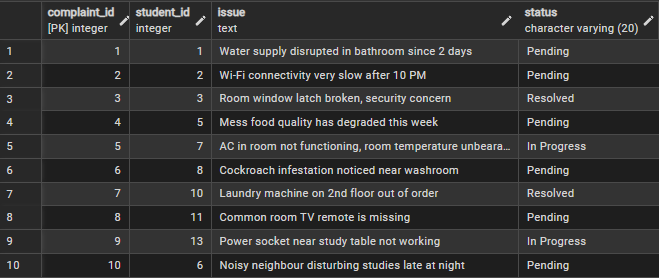 complaint_id student_id issue status
[PK] integer integer text character varying (20)
1 1 1 Water supply disrupted in bathroom since 2 days Pending
2 2 2 Wi-Fi connectivity very slow after 10 PM Pending
3 3 3 Room window latch broken, security concern Resolved
4 4 5 Mess food quality has degraded this week Pending
5 5 7 AC in room not functioning, room temperature unbeara... In Progress
6 6 8 Cockroach infestation noticed near washroom Pending
7 7 10 Laundry machine on 2nd floor out of order Resolved
8 8 11 Common room TV remote is missing Pending
9 9 13 Power socket near study table not working In Progress
10 10 6 Noisy neighbour disturbing studies late at night Pending